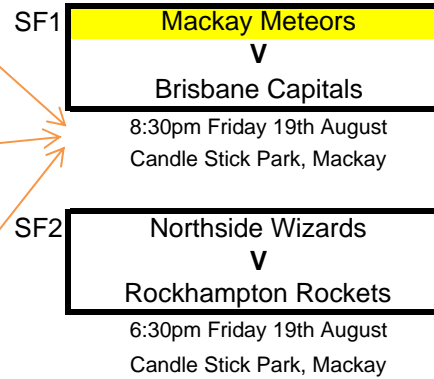 SF1 Mackay Meteors
V
Brisbane Capitals
8:30pm Friday 19th August
Candle Stick Park, Mackay
SF2 Northside Wizards
V
Rockhampton Rockets
6:30pm Friday 19th August
Candle Stick Park, Mackay